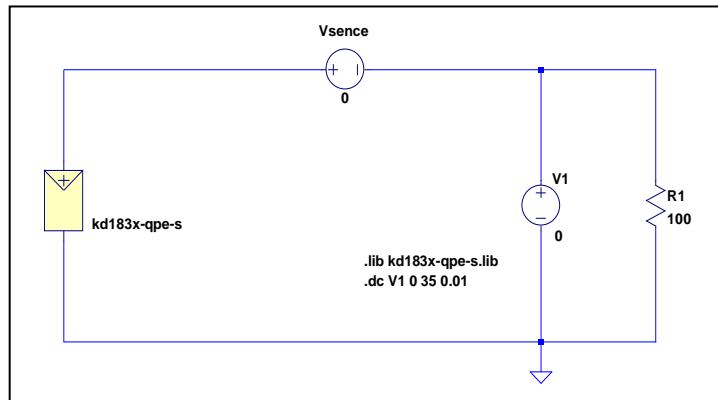 Vsence
0
kd183x-qpe-s
V1
0
R1
100
.lib kd183x-qpe-s.lib
.dc V1 0 35 0.01